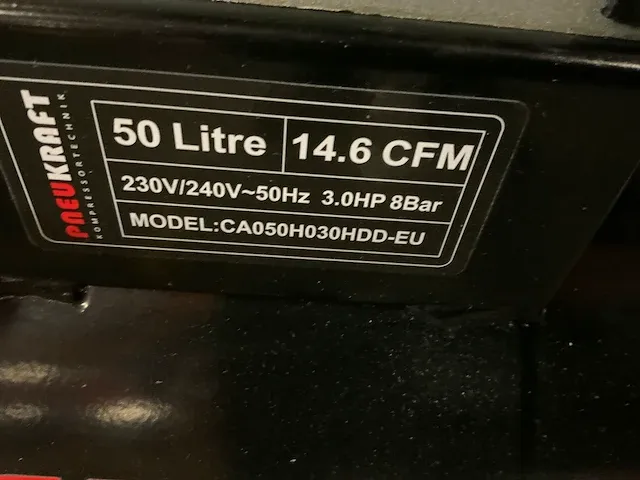 PNEUKRAFT
KOMPRESSORTECHNIK
50 Litre
14.6 CFM
230V/240V~50Hz 3.0HP 8Bar
MODEL:CA050H030HDD-EU